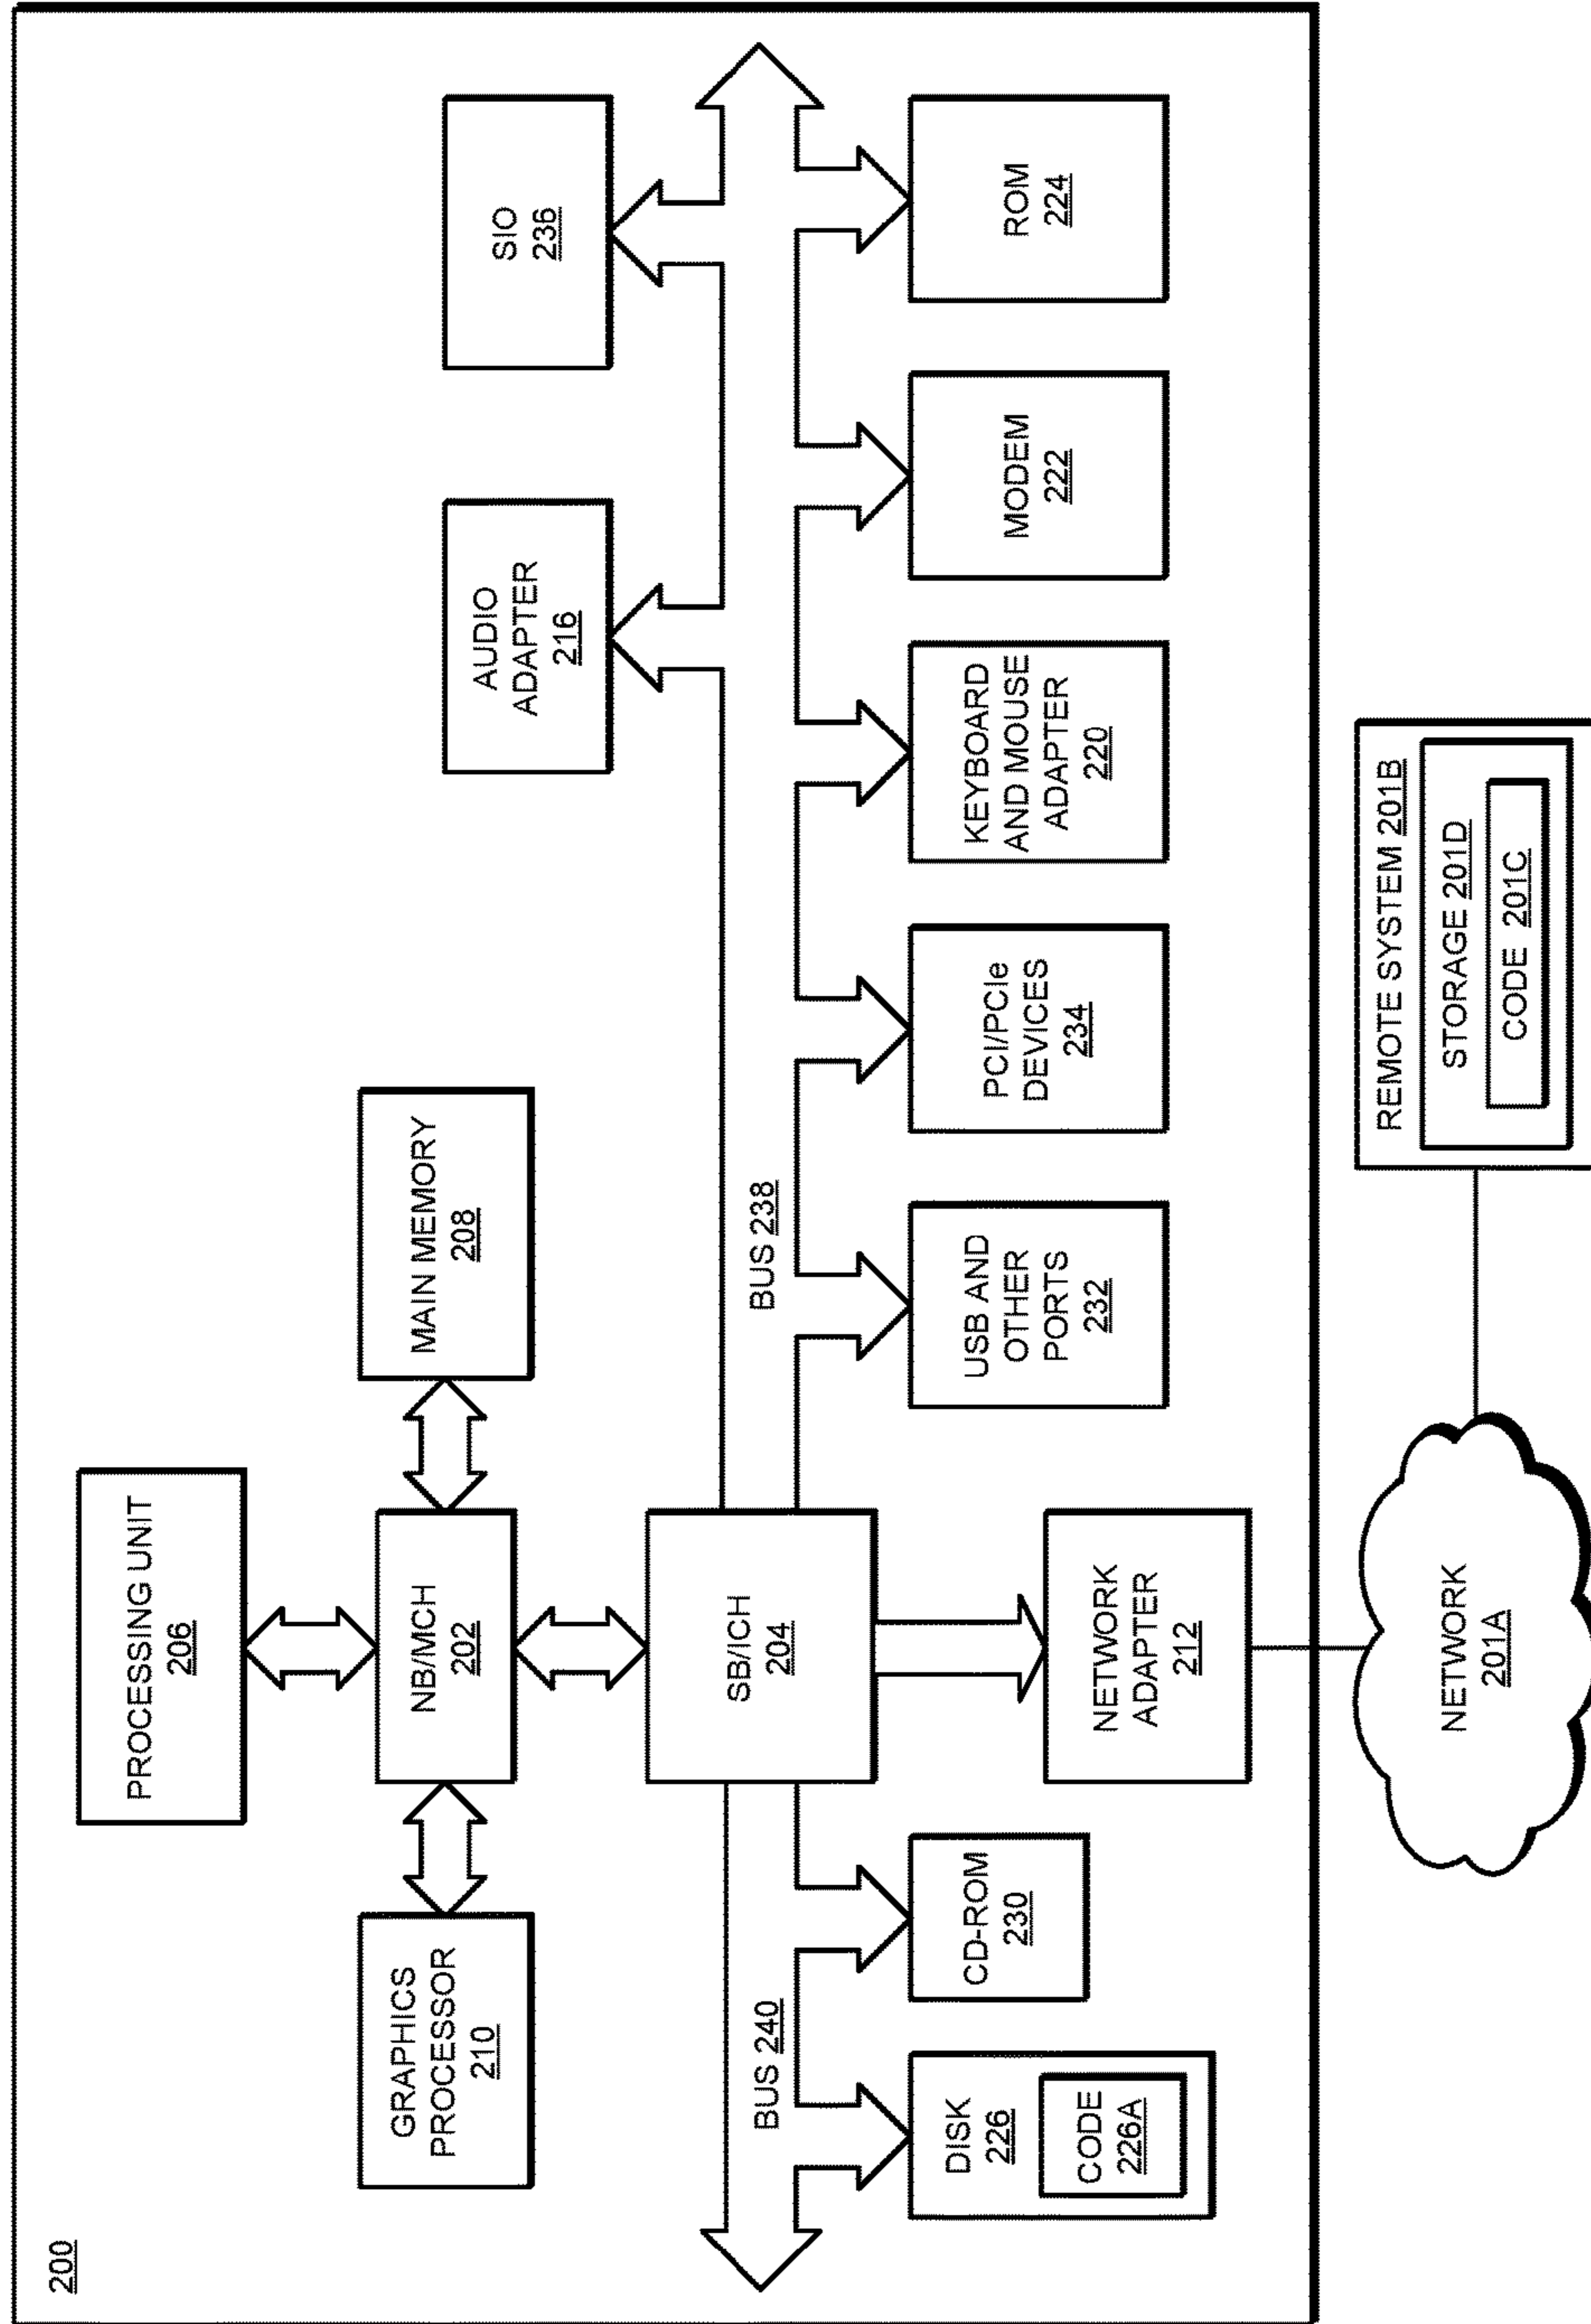 200
PROCESSING UNIT
206
GRAPHICS
PROCESSOR
210
NB/MCH
202
MAIN MEMORY
208
AUDIO
ADAPTER
216
SIO
236
SB/ICH
204
BUS 240
BUS 238
DISK
226
CODE
226A
CD-ROM
230
NETWORK
ADAPTER
212
USB AND
OTHER
PORTS
232
PCI/PCIe
DEVICES
234
KEYBOARD
AND MOUSE
ADAPTER
220
MODEM
222
ROM
224
NETWORK
201A
REMOTE SYSTEM 201B
STORAGE 201D
CODE 201C